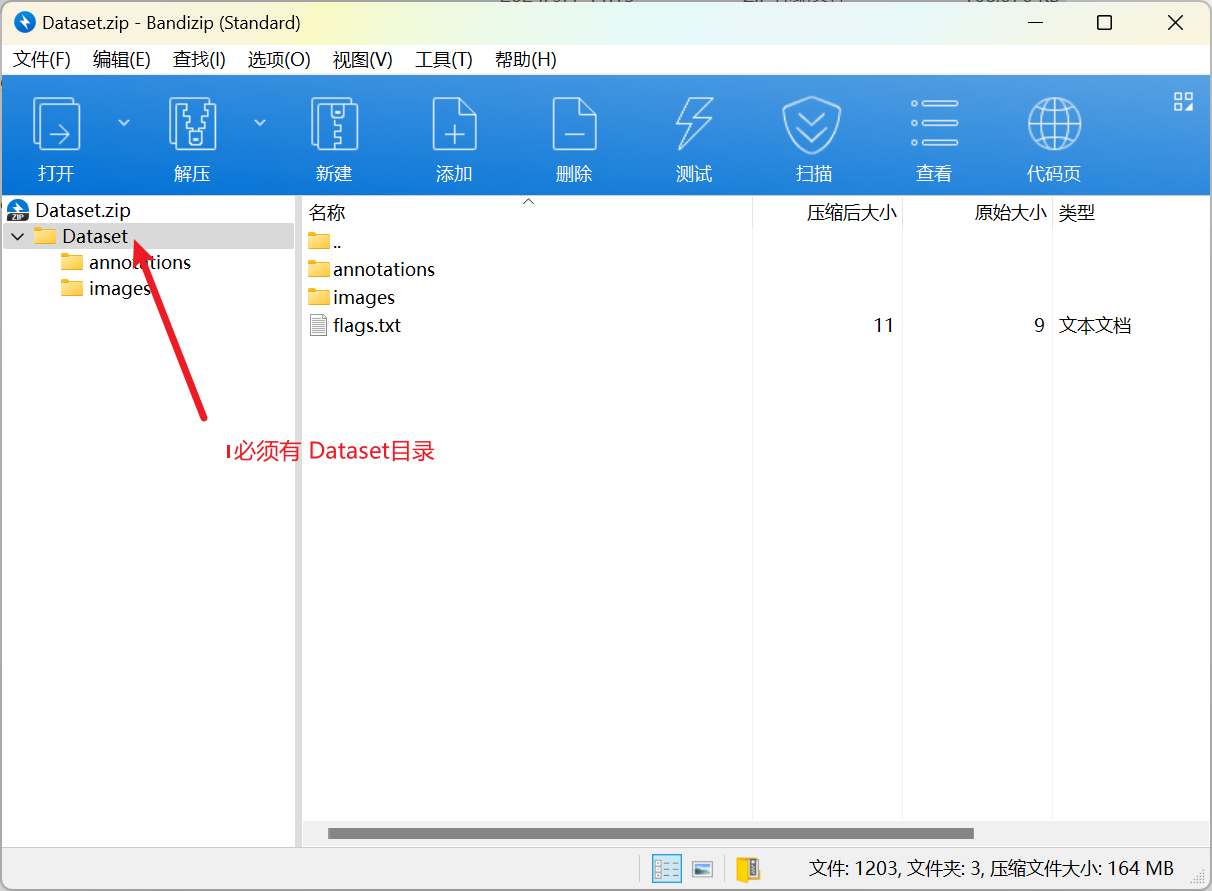 Dataset.zip - Bandizip (Standard)
文件(F) 编辑(E) 查找(I) 选项(O) 视图(V) 工具(T) 帮助(H)
打开 解压 新建 添加 删除 测试 扫描 查看 代码页
Dataset.zip
Dataset
annotations
images
名称 压缩后大小 原始大小 类型
..
annotations
images
flags.txt 11 9 文本文档
必须有 Dataset目录
文件: 1203, 文件夹: 3, 压缩文件大小: 164 MB